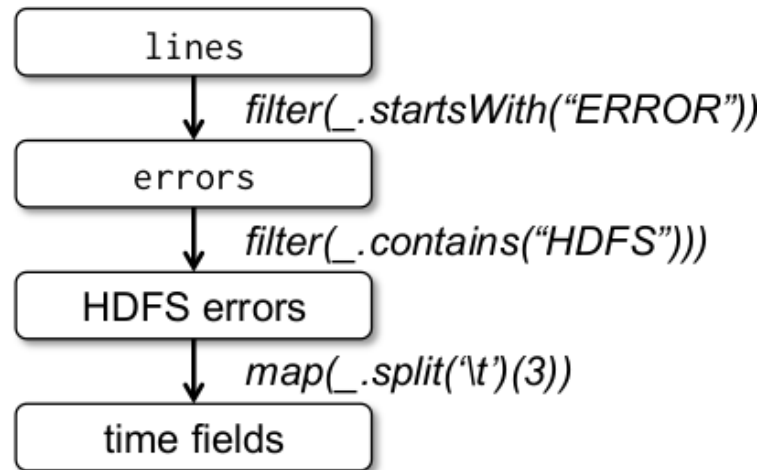 lines
filter(_.startsWith(“ERROR”))
errors
filter(_.contains(“HDFS”)))
HDFS errors
map(_.split(‘\t’)(3))
time fields